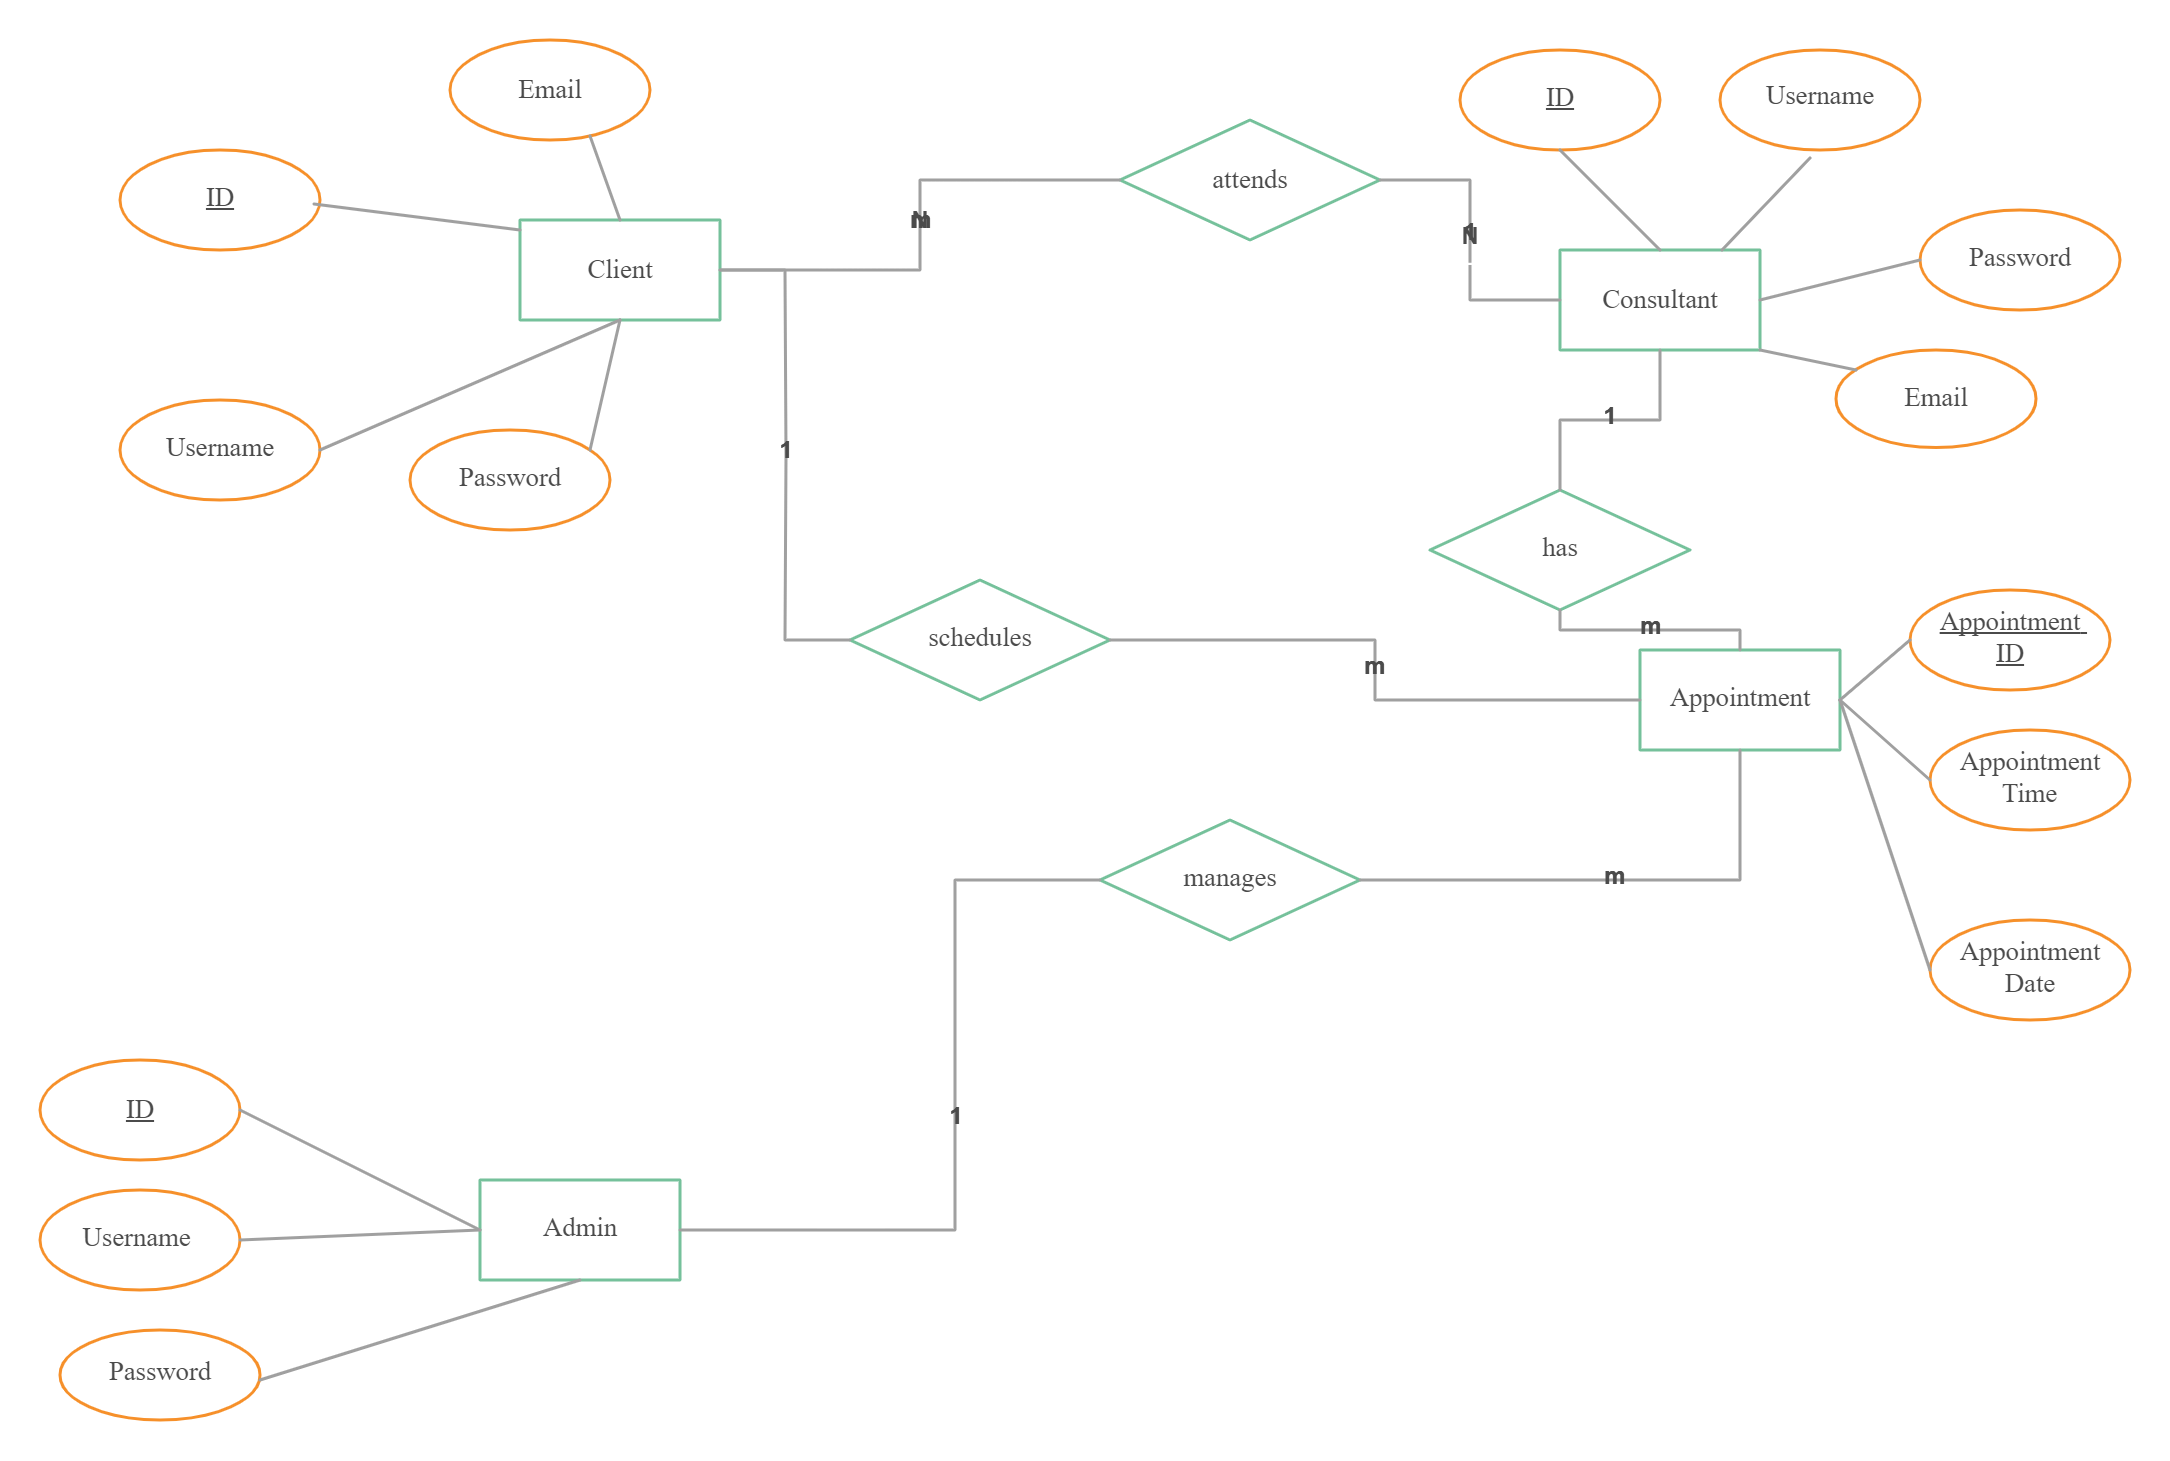 Email
ID
Username
ID
attends
Username
Password
Client
Consultant
1
Email
1
Username
Password
has
schedules
m
m
Appointment
ID
Appointment
Appointment
Time
manages
m
Appointment
Date
ID
1
Username
Admin
Password